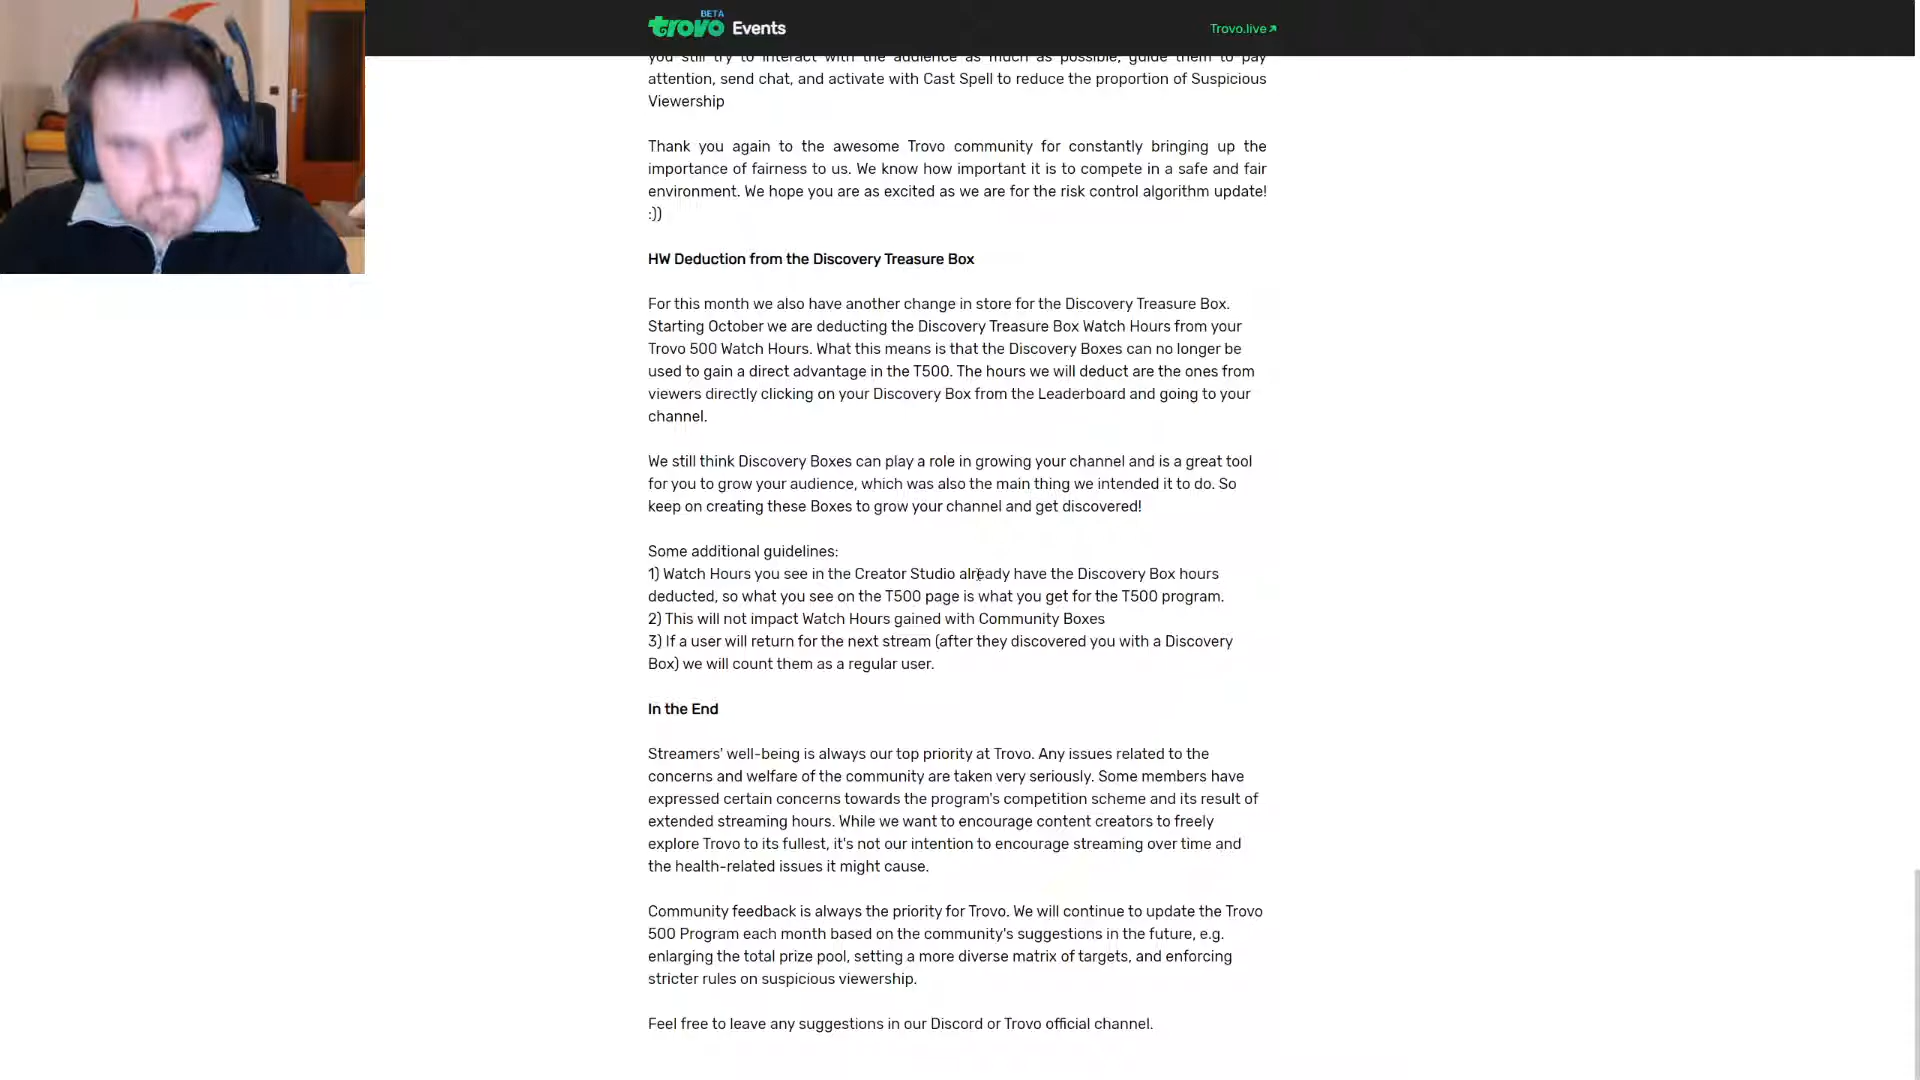 BETA
trovo Events
Trovo.live
you still try to interact with the audience as much as possible, guide them to pay
attention, send chat, and activate with Cast Spell to reduce the proportion of Suspicious
Viewership
Thank you again to the awesome Trovo community for constantly bringing up the
importance of fairness to us. We know how important it is to compete in a safe and fair
environment. We hope you are as excited as we are for the risk control algorithm update!
:))
HW Deduction from the Discovery Treasure Box
For this month we also have another change in store for the Discovery Treasure Box.
Starting October we are deducting the Discovery Treasure Box Watch Hours from your
Trovo 500 Watch Hours. What this means is that the Discovery Boxes can no longer be
used to gain a direct advantage in the T500. The hours we will deduct are the ones from
viewers directly clicking on your Discovery Box from the Leaderboard and going to your
channel.
We still think Discovery Boxes can play a role in growing your channel and is a great tool
for you to grow your audience, which was also the main thing we intended it to do. So
keep on creating these Boxes to grow your channel and get discovered!
Some additional guidelines:
1) Watch Hours you see in the Creator Studio already have the Discovery Box hours
deducted, so what you see on the T500 page is what you get for the T500 program.
2) This will not impact Watch Hours gained with Community Boxes
3) If a user will return for the next stream (after they discovered you with a Discovery
Box) we will count them as a regular user.
In the End
Streamers' well-being is always our top priority at Trovo. Any issues related to the
concerns and welfare of the community are taken very seriously. Some members have
expressed certain concerns towards the program's competition scheme and its result of
extended streaming hours. While we want to encourage content creators to freely
explore Trovo to its fullest, it's not our intention to encourage streaming over time and
the health-related issues it might cause.
Community feedback is always the priority for Trovo. We will continue to update the Trovo
500 Program each month based on the community's suggestions in the future, e.g.
enlarging the total prize pool, setting a more diverse matrix of targets, and enforcing
stricter rules on suspicious viewership.
Feel free to leave any suggestions in our Discord or Trovo official channel.